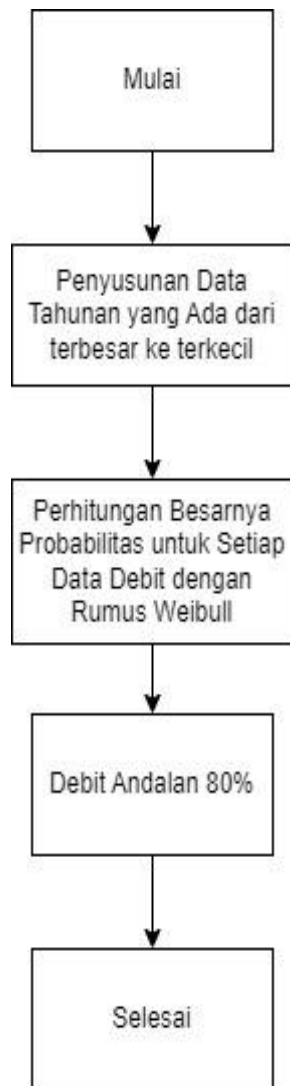 Mulai
Penyusunan Data
Tahunan yang Ada dari
terbesar ke terkecil
Perhitungan Besarnya
Probabilitas untuk Setiap
Data Debit dengan
Rumus Weibull
Debit Andalan 80%
Selesai